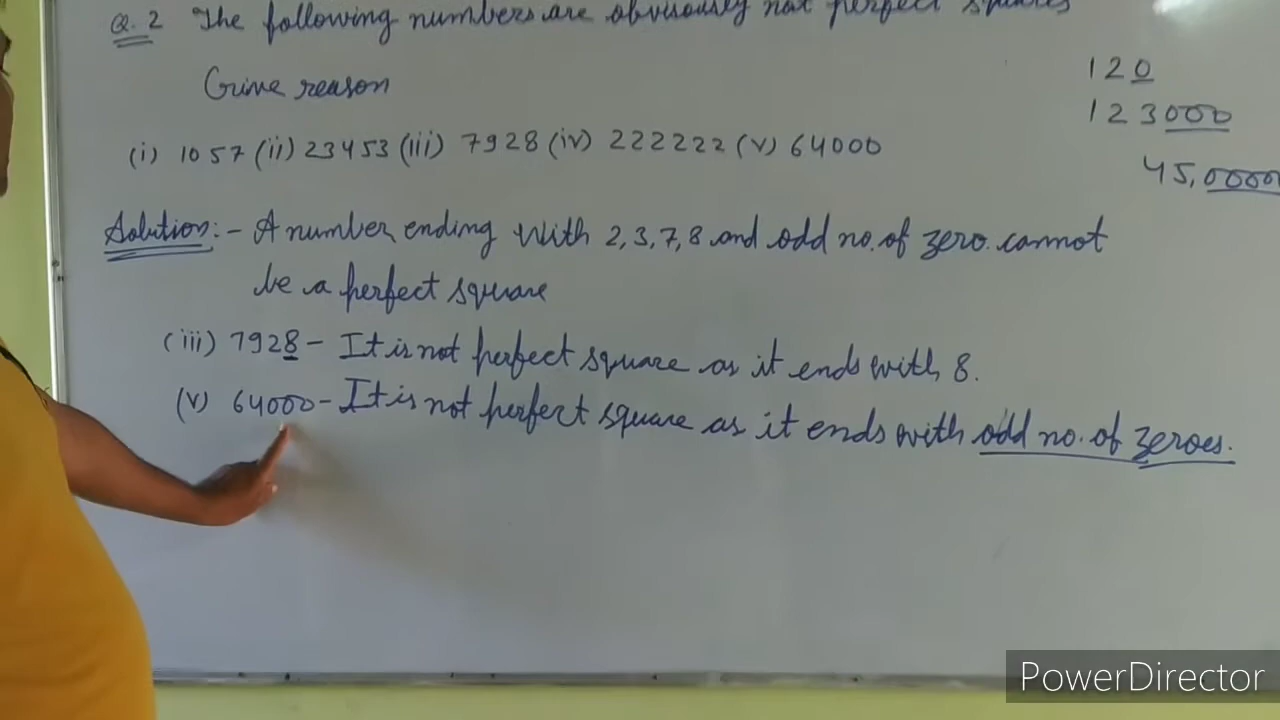 Q. 2 The following numbers are obviously not perfect squares
Give reason
(i) 1057 (ii) 23453 (iii) 7928 (iv) 222222 (v) 64000
120
123000
45,0000
Solution:- A number ending with 2, 3, 7, 8 and odd no. of zero cannot
be a perfect square
(iii) 7928 - It is not perfect square as it ends with 8.
(v) 64000 - It is not perfect square as it ends with odd no. of zeroes.
PowerDirector